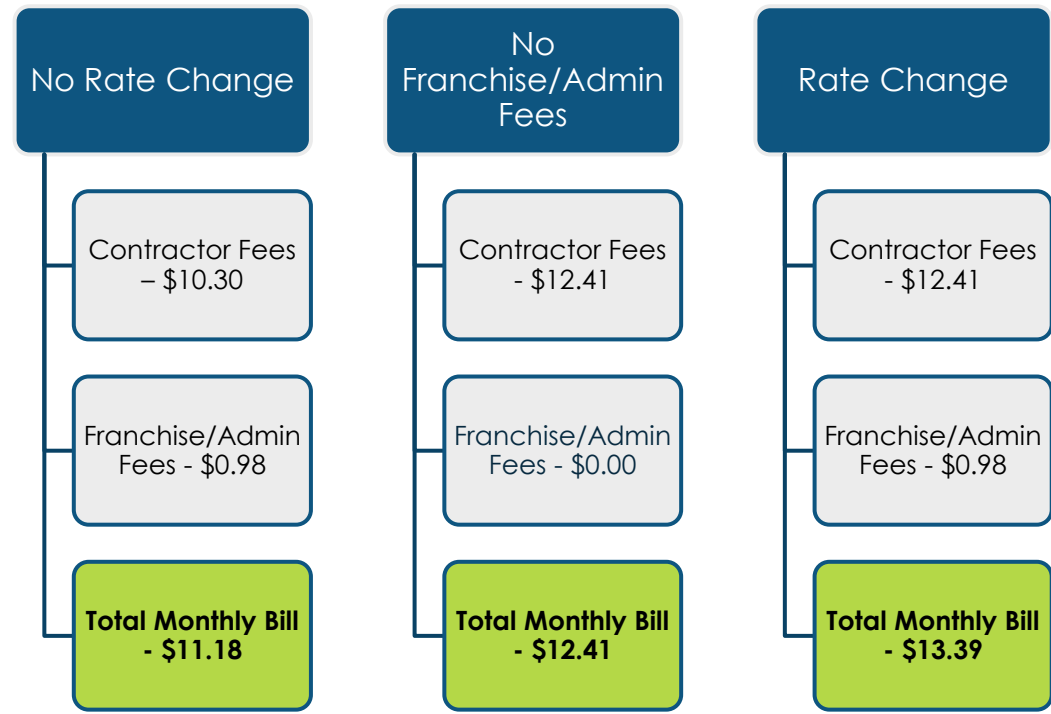 No Rate Change
Contractor Fees
– $10.30
Franchise/Admin
Fees - $0.98
Total Monthly Bill
- $11.18
No
Franchise/Admin
Fees
Contractor Fees
- $12.41
Franchise/Admin
Fees - $0.00
Total Monthly Bill
- $12.41
Rate Change
Contractor Fees
- $12.41
Franchise/Admin
Fees - $0.98
Total Monthly Bill
- $13.39